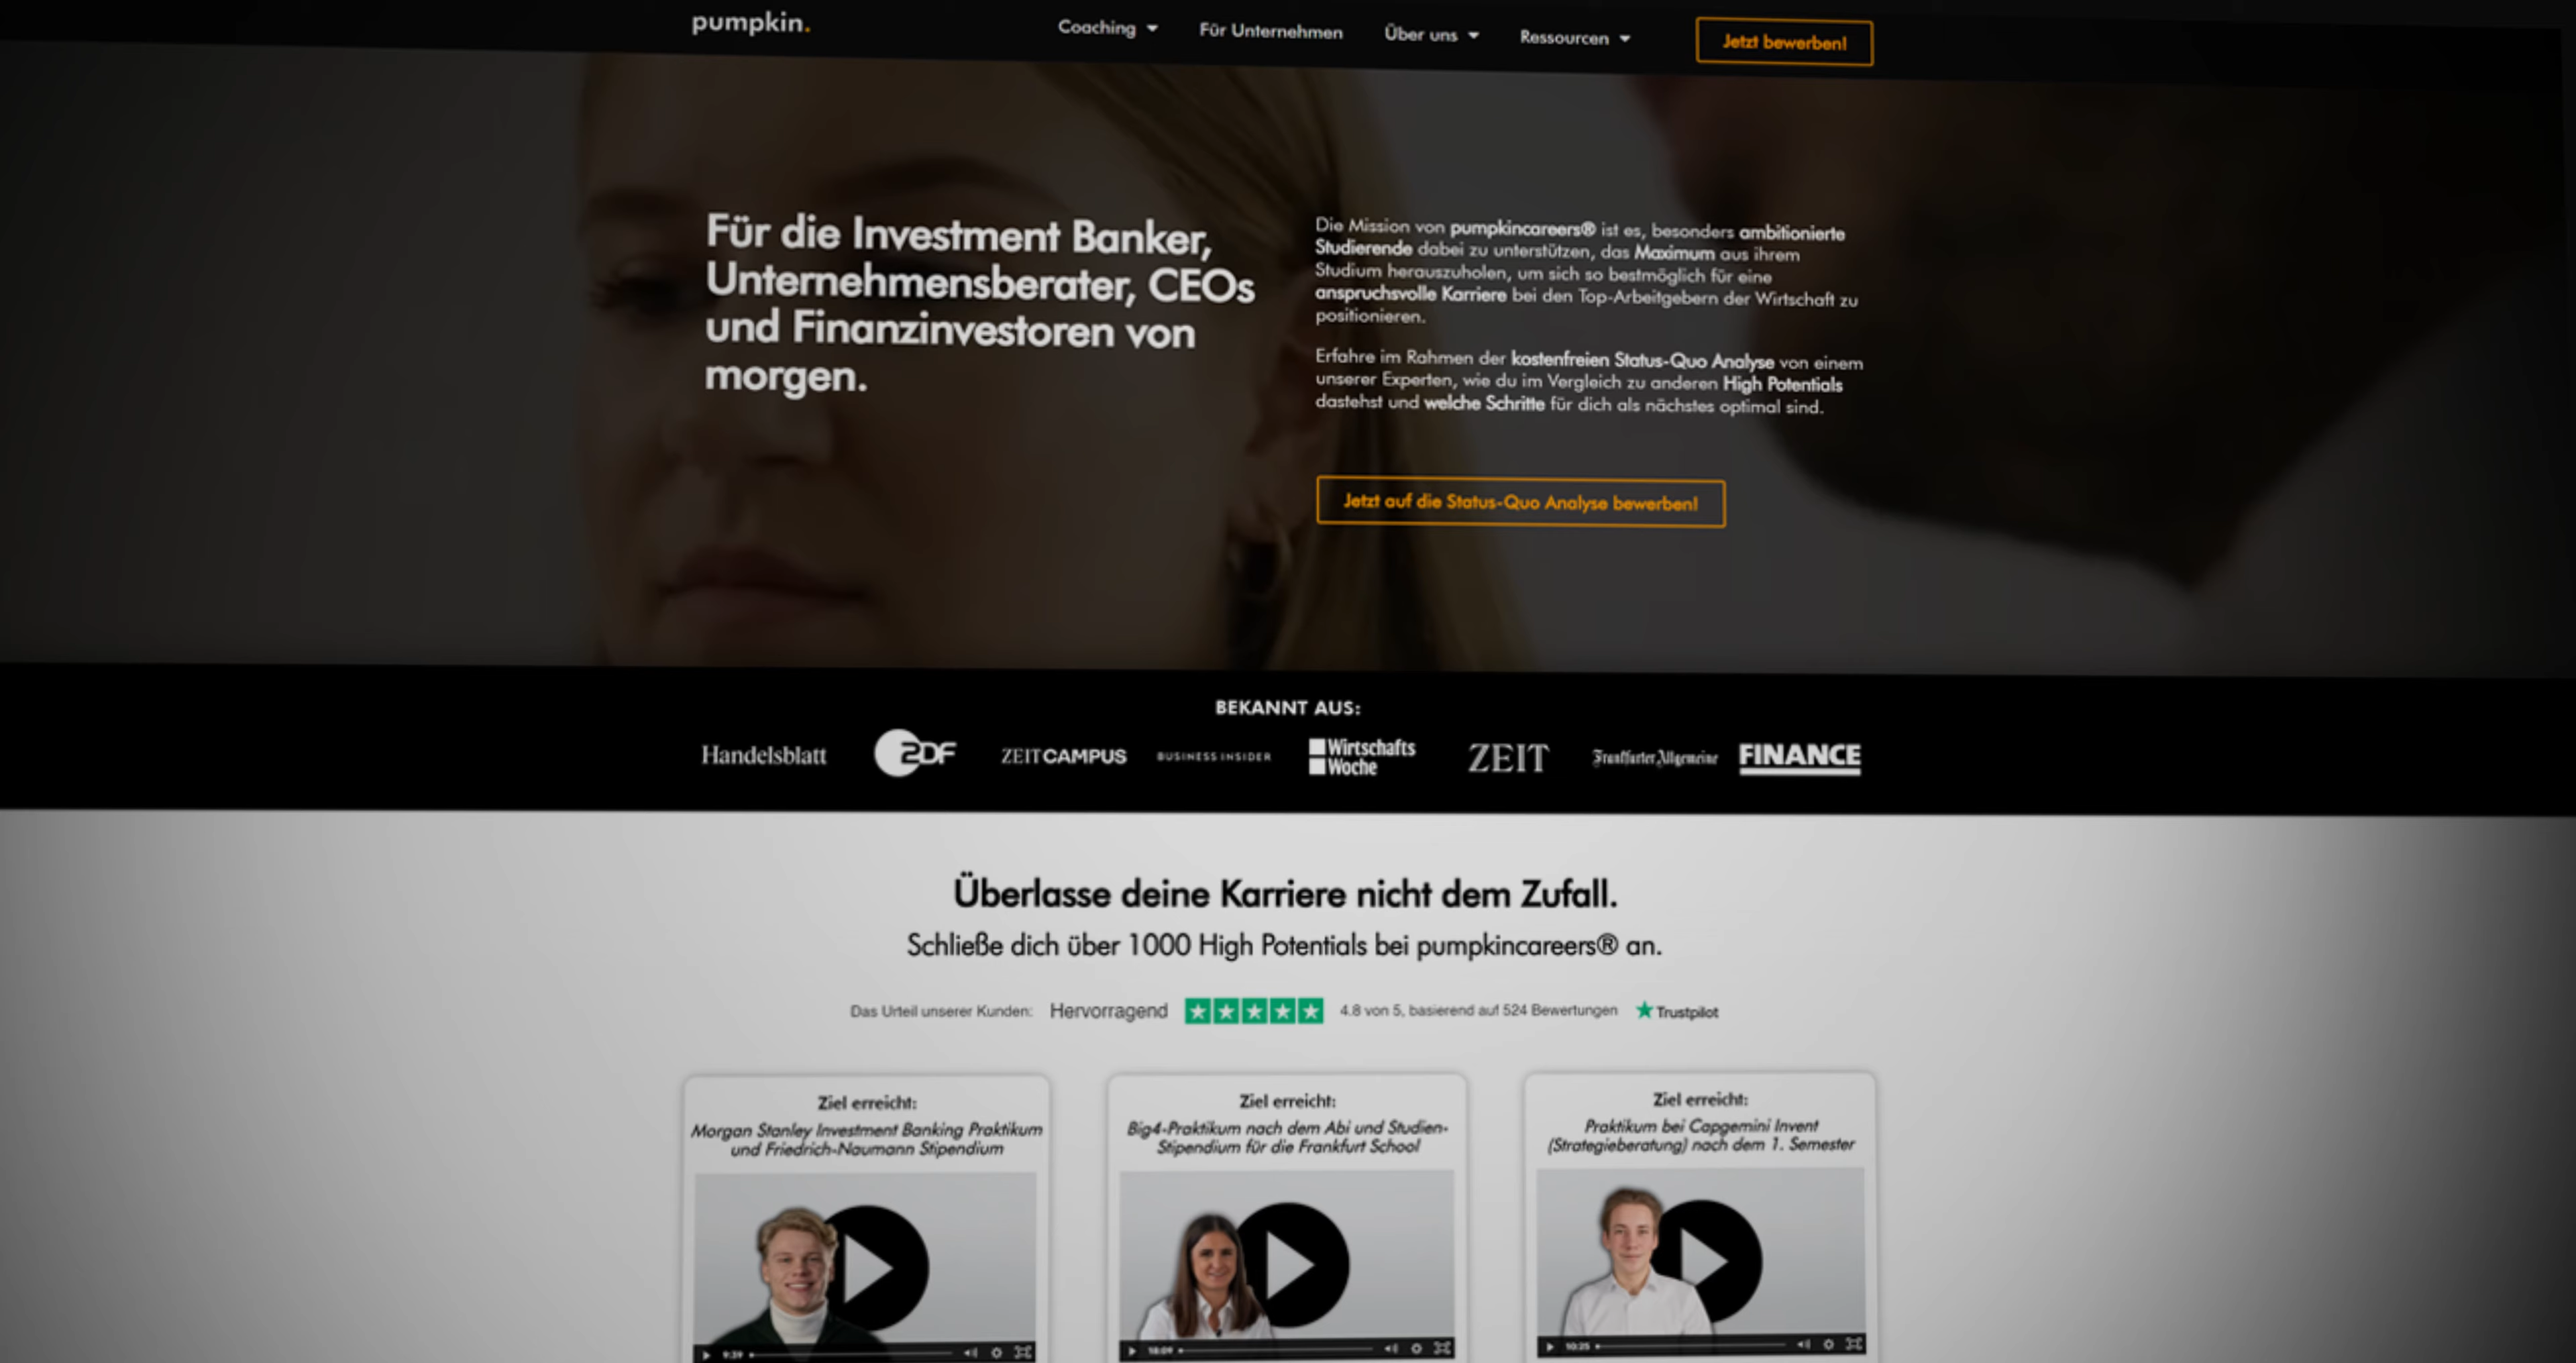 pumpkin.
Coaching
Für Unternehmen
Über uns
Ressourcen
Jetzt bewerben!
Für die Investment Banker,
Unternehmensberater, CEOs
und Finanzinvestoren von
morgen.
Die Mission von pumpkincareers® ist es, besonders ambitionierte
Studierende dabei zu unterstützen, das Maximum aus ihrem
Studium herauszuholen, um sich so bestmöglich für eine
anspruchsvolle Karriere bei den Top-Arbeitgebern der Wirtschaft zu
positionieren.
Erfahre im Rahmen der kostenfreien Status-Quo Analyse von einem
unserer Experten, wie du im Vergleich zu anderen High Potentials
dastehst und welche Schritte für dich als nächstes optimal sind.
Jetzt auf die Status-Quo Analyse bewerben!
BEKANNT AUS:
Handelsblatt
ZDF
ZEIT CAMPUS
BUSINESS INSIDER
Wirtschafts
Woche
ZEIT
Frankfurter Allgemeine
FINANCE
Überlasse deine Karriere nicht dem Zufall.
Schließe dich über 1000 High Potentials bei pumpkincareers® an.
Das Urteil unserer Kunden: Hervorragend 4.8 von 5, basierend auf 524 Bewertungen Trustpilot
Ziel erreicht:
Morgan Stanley Investment Banking Praktikum
und Friedrich-Naumann Stipendium
9:39
Ziel erreicht:
Big4-Praktikum nach dem Abi und Studien-
Stipendium für die Frankfurt School
18:09
Ziel erreicht:
Praktikum bei Capgemini Invent
(Strategieberatung) nach dem 1. Semester
10:25